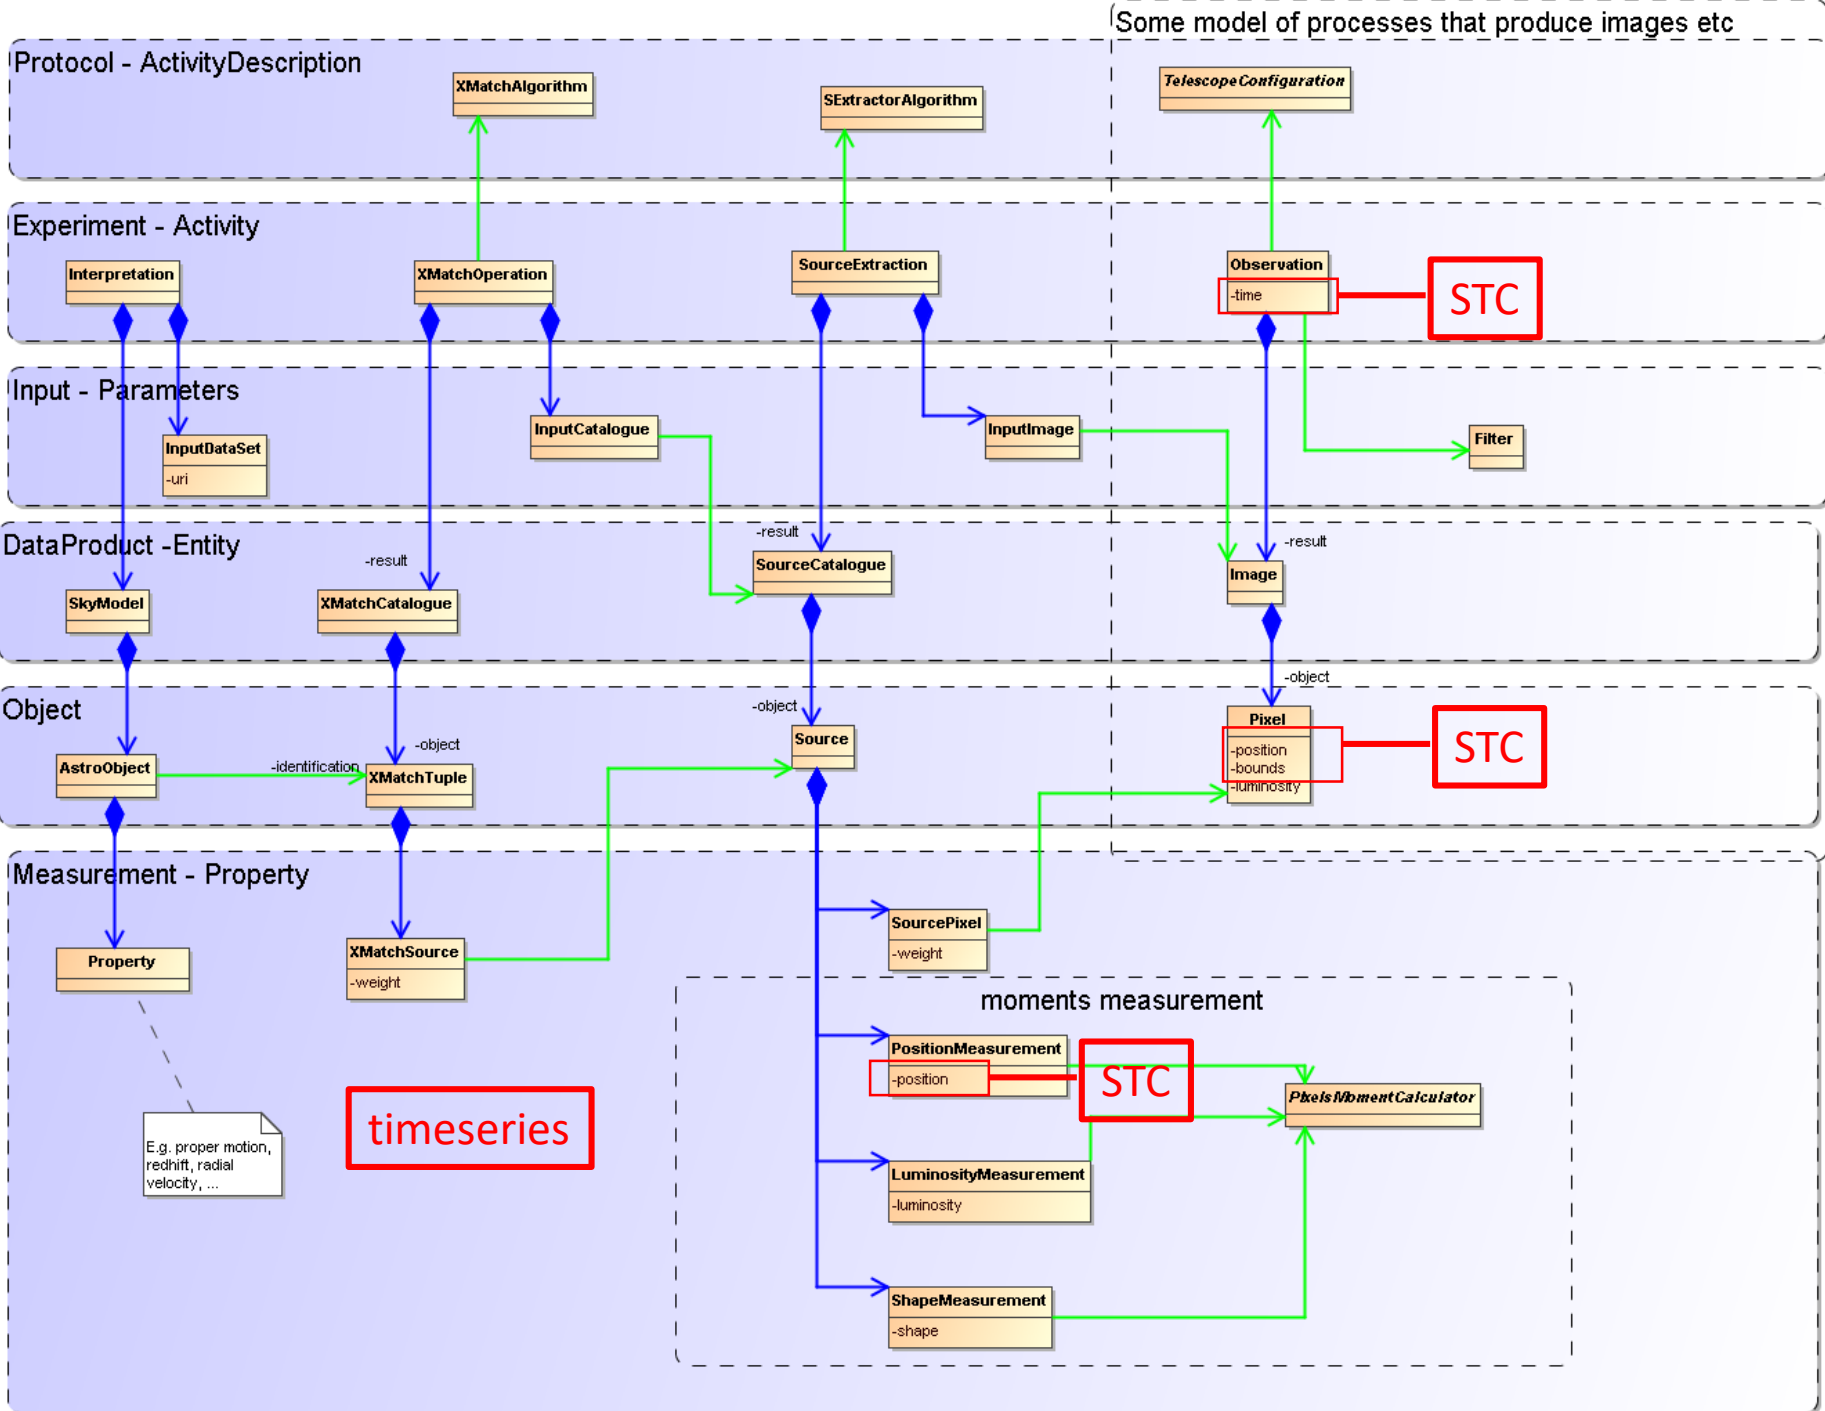 Some model of processes that produce images etc
Protocol - ActivityDescription
XMatchAlgorithm
SExtractorAlgorithm
TelescopeConfiguration
Experiment - Activity
Interpretation
XMatchOperation
SourceExtraction
Observation
-time
STC
Input - Parameters
InputDataSet
-uri
InputCatalogue
InputImage
Filter
DataProduct -Entity
-result
-result
-result
SkyModel
XMatchCatalogue
SourceCatalogue
Image
Object
-object
-object
-object
AstroObject
-identification
XMatchTuple
Source
Pixel
-position
-bounds
-luminosity
STC
Measurement - Property
Property
XMatchSource
-weight
SourcePixel
-weight
moments measurement
PositionMeasurement
-position
STC
PixelsMomentCalculator
timeseries
E.g. proper motion,
redshift, radial
velocity, ...
LuminosityMeasurement
-luminosity
ShapeMeasurement
-shape